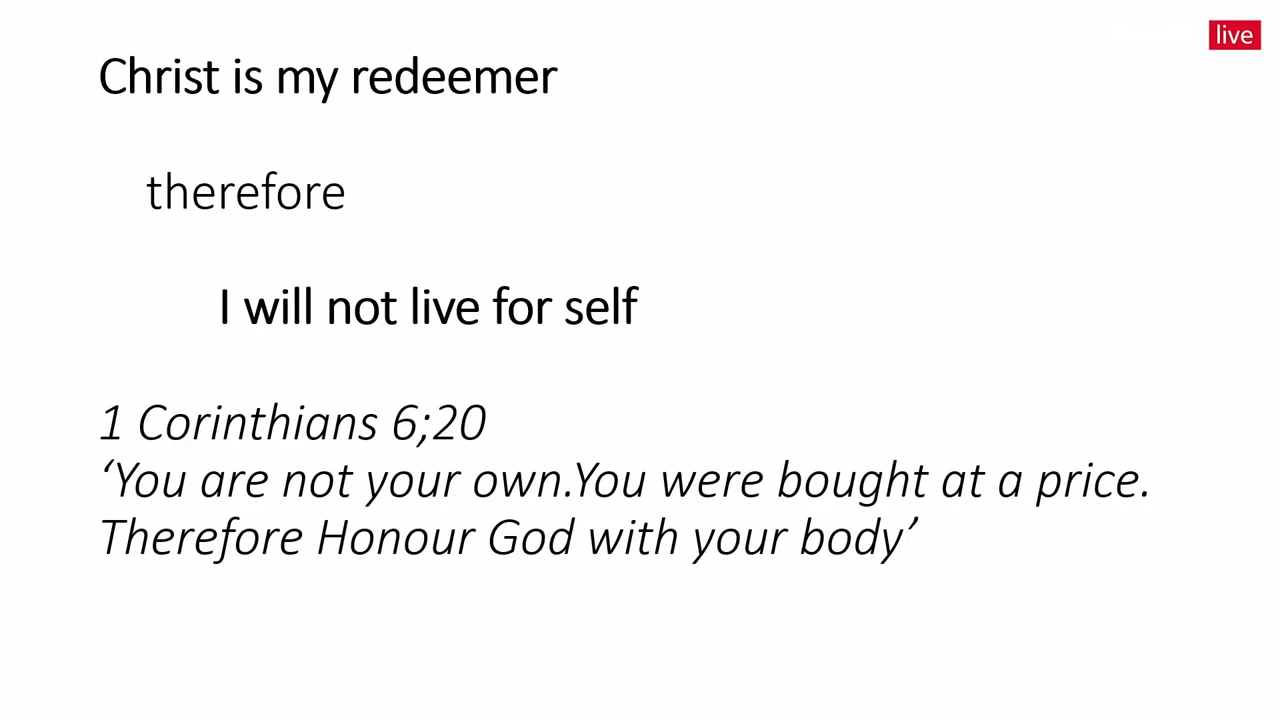 live
Christ is my redeemer
therefore
I will not live for self
1 Corinthians 6;20
‘You are not your own.You were bought at a price.
Therefore Honour God with your body’